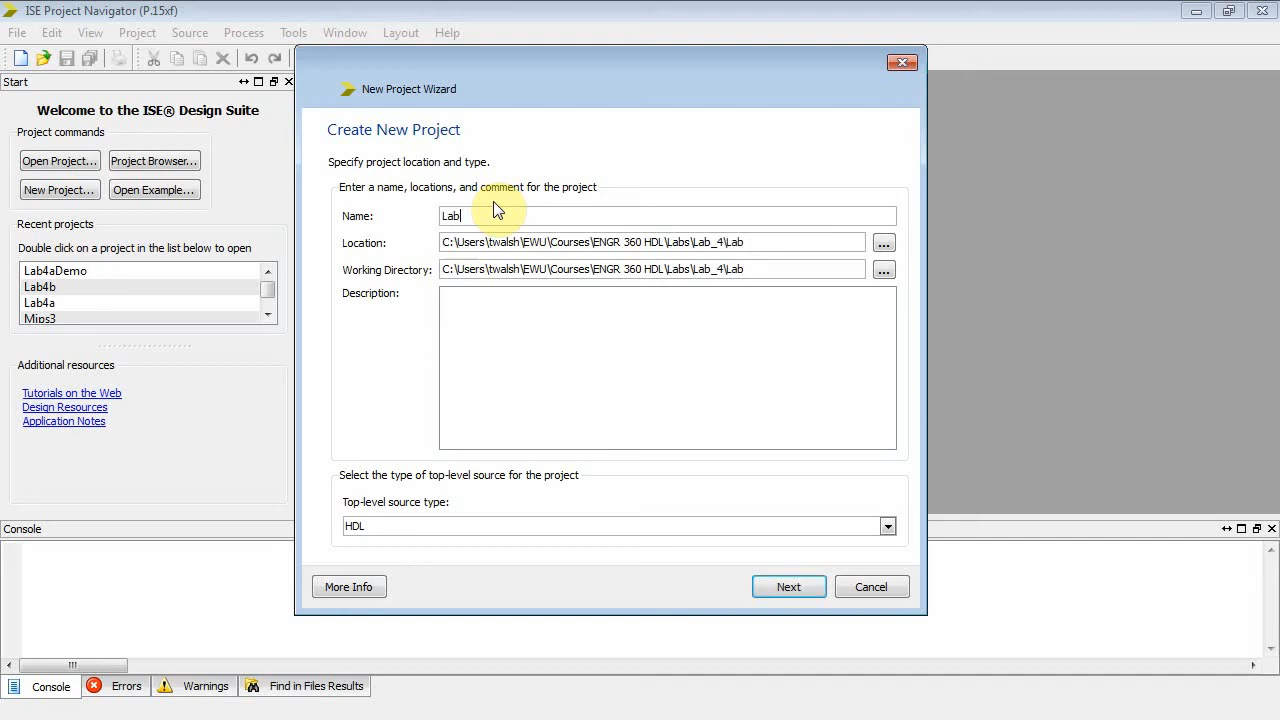 ISE Project Navigator (P.15xf)
File Edit View Project Source Process Tools Window Layout Help
Start
Welcome to the ISE® Design Suite
Project commands
Open Project... Project Browser...
New Project... Open Example...
Recent projects
Double click on a project in the list below to open
Lab4aDemo
Lab4b
Lab4a
Mips3
Additional resources
Tutorials on the Web
Design Resources
Application Notes
New Project Wizard
Create New Project
Specify project location and type.
Enter a name, locations, and comment for the project
Name: Lab
Location: C:\Users\twalsh\EWU\Courses\ENGR 360 HDL\Labs\Lab_4\Lab ...
Working Directory: C:\Users\twalsh\EWU\Courses\ENGR 360 HDL\Labs\Lab_4\Lab ...
Description:
Select the type of top-level source for the project
Top-level source type:
HDL
More Info Next Cancel
Console
Console Errors Warnings Find in Files Results